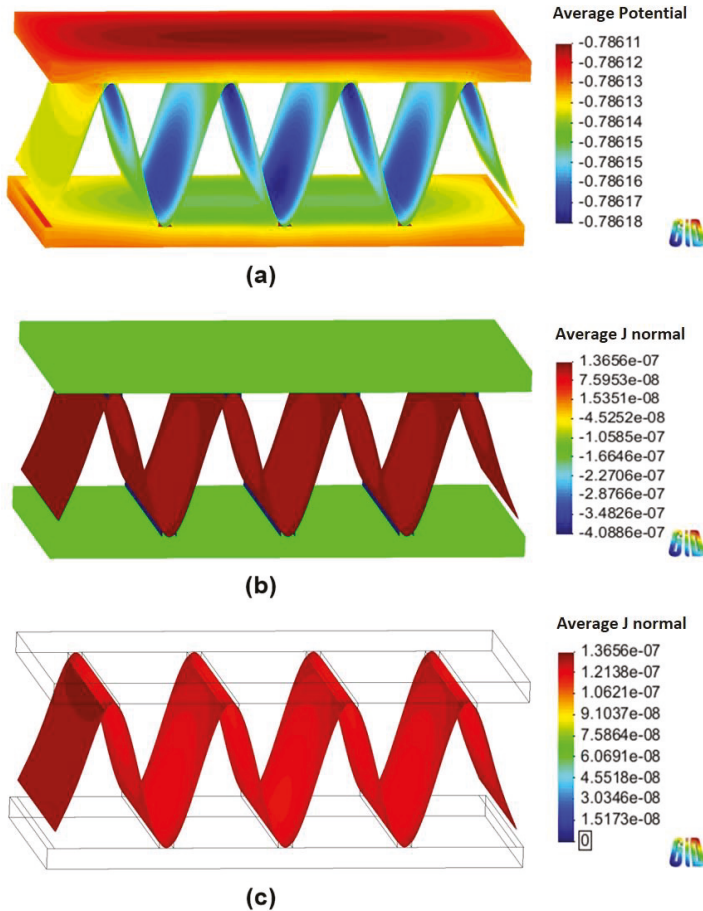 Average Potential
-0.78611
-0.78612
-0.78613
-0.78613
-0.78614
-0.78615
-0.78615
-0.78616
-0.78617
-0.78618
GiD
(a)
Average J normal
1.3656e-07
7.5953e-08
1.5351e-08
-4.5252e-08
-1.0585e-07
-1.6647e-07
-2.2706e-07
-2.8766e-07
-3.4826e-07
-4.0886e-07
GiD
(b)
Average J normal
1.3656e-07
1.2138e-07
1.0621e-07
9.1037e-08
7.5864e-08
6.0691e-08
4.5518e-08
3.0346e-08
1.5173e-08
0
GiD
(c)